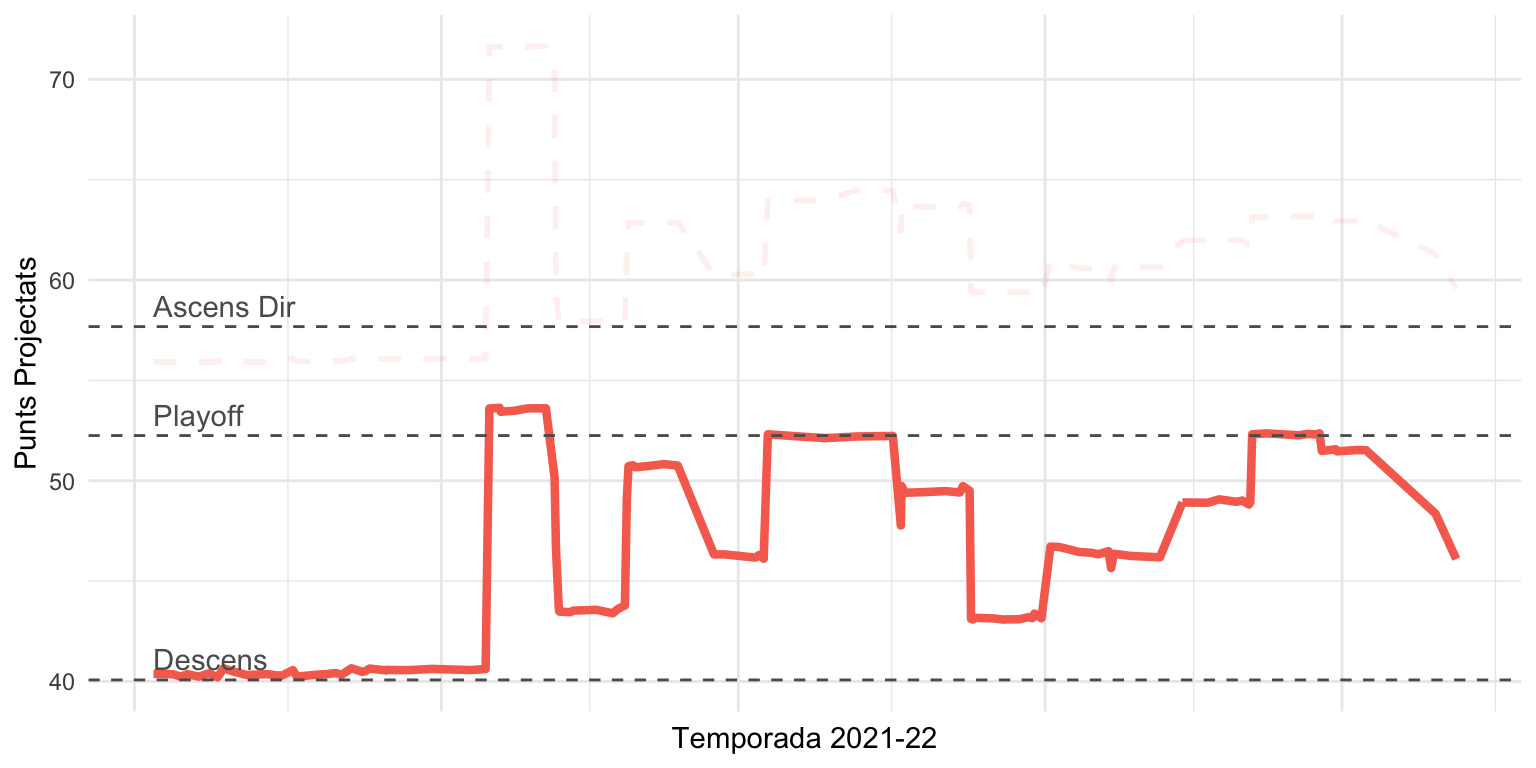 70
60
50
40
Punts Projectats
Ascens Dir
Playoff
Descens
Temporada 2021-22